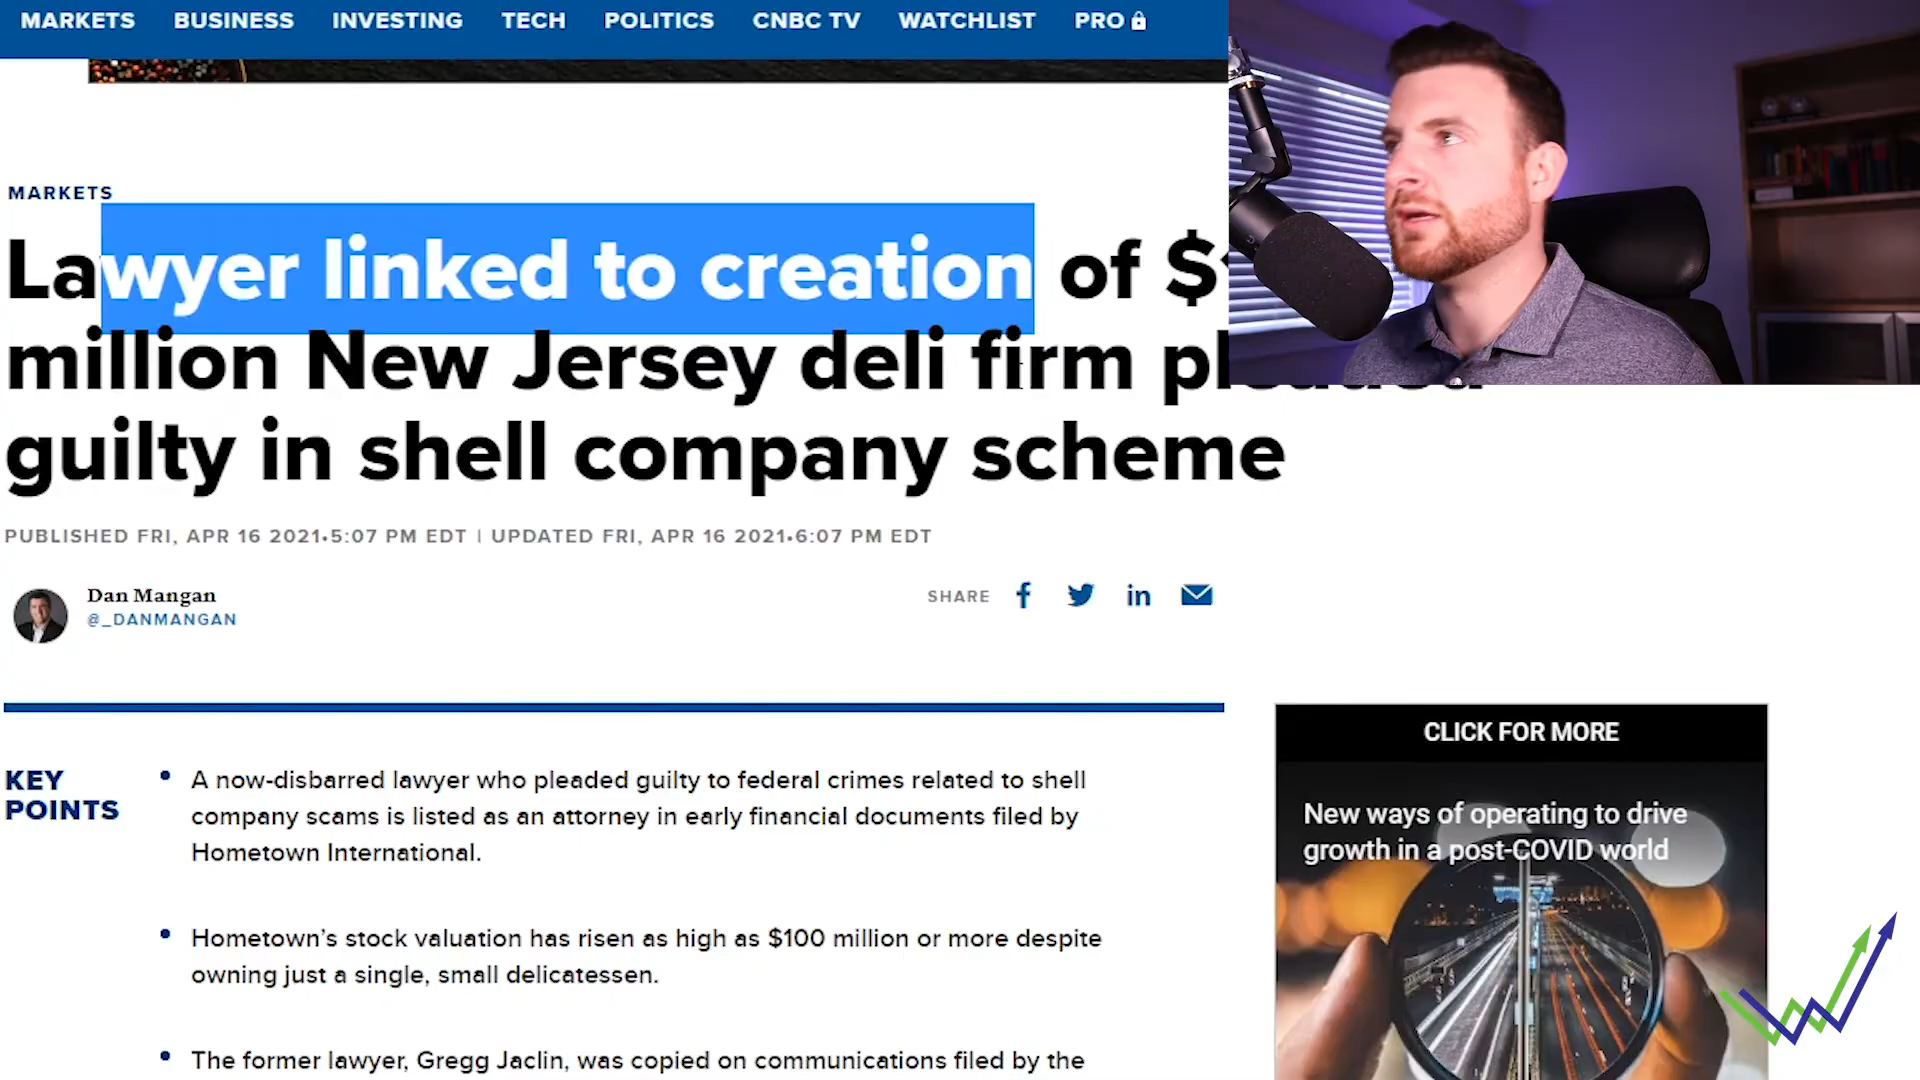 MARKETS BUSINESS INVESTING TECH POLITICS CNBC TV WATCHLIST PRO
MARKETS
Lawyer linked to creation of
million New Jersey deli firm
guilty in shell company scheme
PUBLISHED FRI, APR 16 2021•5:07 PM EDT | UPDATED FRI, APR 16 2021•6:07 PM EDT
Dan Mangan
@_DANMANGAN
SHARE
KEY
POINTS
• A now-disbarred lawyer who pleaded guilty to federal crimes related to shell
company scams is listed as an attorney in early financial documents filed by
Hometown International.
• Hometown’s stock valuation has risen as high as $100 million or more despite
owning just a single, small delicatessen.
• The former lawyer, Gregg Jaclin, was copied on communications filed by the
CLICK FOR MORE
New ways of operating to drive
growth in a post-COVID world